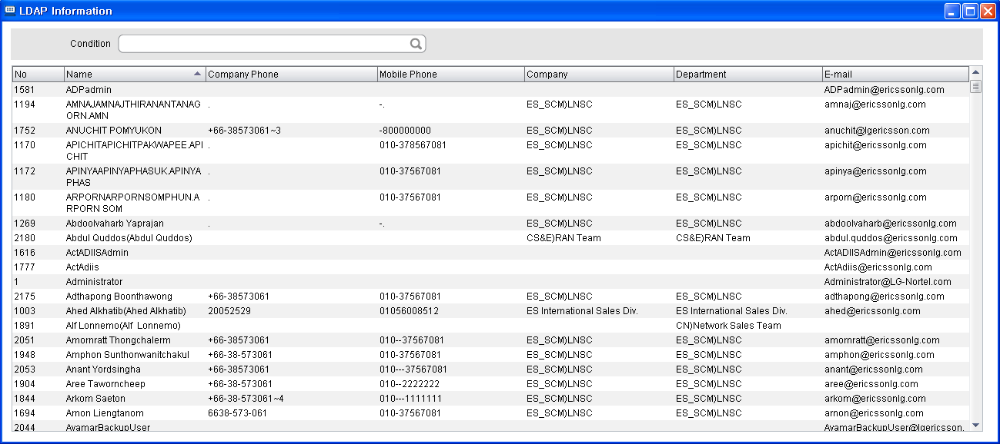 LDAP Information
Condition
No Name Company Phone Mobile Phone Company Department E-mail
1581 ADPadmin ADPadmin@ericssonlg.com
1194 AMNAJAMNAJTHIRANANTANAG . -. ES_SCM)LNSC ES_SCM)LNSC amnaj@ericssonlg.com
ORN.AMN
1752 ANUCHIT POMYUKON +66-38573061~3 -800000000 ES_SCM)LNSC ES_SCM)LNSC anuchit@lgericsson.com
1170 APICHITAPICHITPAKWAPEE.API . 010-378567081 ES_SCM)LNSC ES_SCM)LNSC apichit@ericssonlg.com
CHIT
1172 APINYAAPINYAPHASUK.APINYA . 010-37567081 ES_SCM)LNSC ES_SCM)LNSC apinya@ericssonlg.com
PHAS
1180 ARPORNARPORNSOMPHUN.A . 010-37567081 ES_SCM)LNSC ES_SCM)LNSC arporn@ericssonlg.com
RPORN SOM
1269 Abdoolvaharb Yaprajan . -. ES_SCM)LNSC ES_SCM)LNSC abdoolvaharb@ericssonlg.com
2180 Abdul Quddos(Abdul Quddos) CS&E)RAN Team CS&E)RAN Team abdul.quddos@ericssonlg.com
1616 ActADIISAdmin ActADIISAdmin@ericssonlg.com
1777 ActAdiis ActAdiis@ericssonlg.com
1 Administrator Administrator@LG-Nortel.com
2175 Adthapong Boonthawong +66-38573061 010-37567081 ES_SCM)LNSC ES_SCM)LNSC adthapong@ericssonlg.com
1003 Ahed Alkhatib(Ahed Alkhatib) 20052529 01056008512 ES International Sales Div. ES International Sales Div. ahed@ericssonlg.com
1891 Alf Lonnemo(Alf Lonnemo) CN)Network Sales Team
2051 Amornratt Thongchalerm +66-38573061 010--37567081 ES_SCM)LNSC ES_SCM)LNSC amornratt@ericssonlg.com
1948 Amphon Sunthonwanitchakul +66-38-573061 010-37567081 ES_SCM)LNSC ES_SCM)LNSC amphon@ericssonlg.com
2053 Anant Yordsingha +66-38573061 010---37567081 ES_SCM)LNSC ES_SCM)LNSC anant@ericssonlg.com
1904 Aree Taworncheep +66-38-573061 010--2222222 ES_SCM)LNSC ES_SCM)LNSC aree@ericssonlg.com
1844 Arkom Saeton +66-38-573061~4 010---1111111 ES_SCM)LNSC ES_SCM)LNSC arkom@ericssonlg.com
1694 Arnon Liengtanom 6638-573-061 010-37567081 ES_SCM)LNSC ES_SCM)LNSC arnon@ericssonlg.com
2044 AvamarBackupUser AvamarBackupUser@lgericsson.